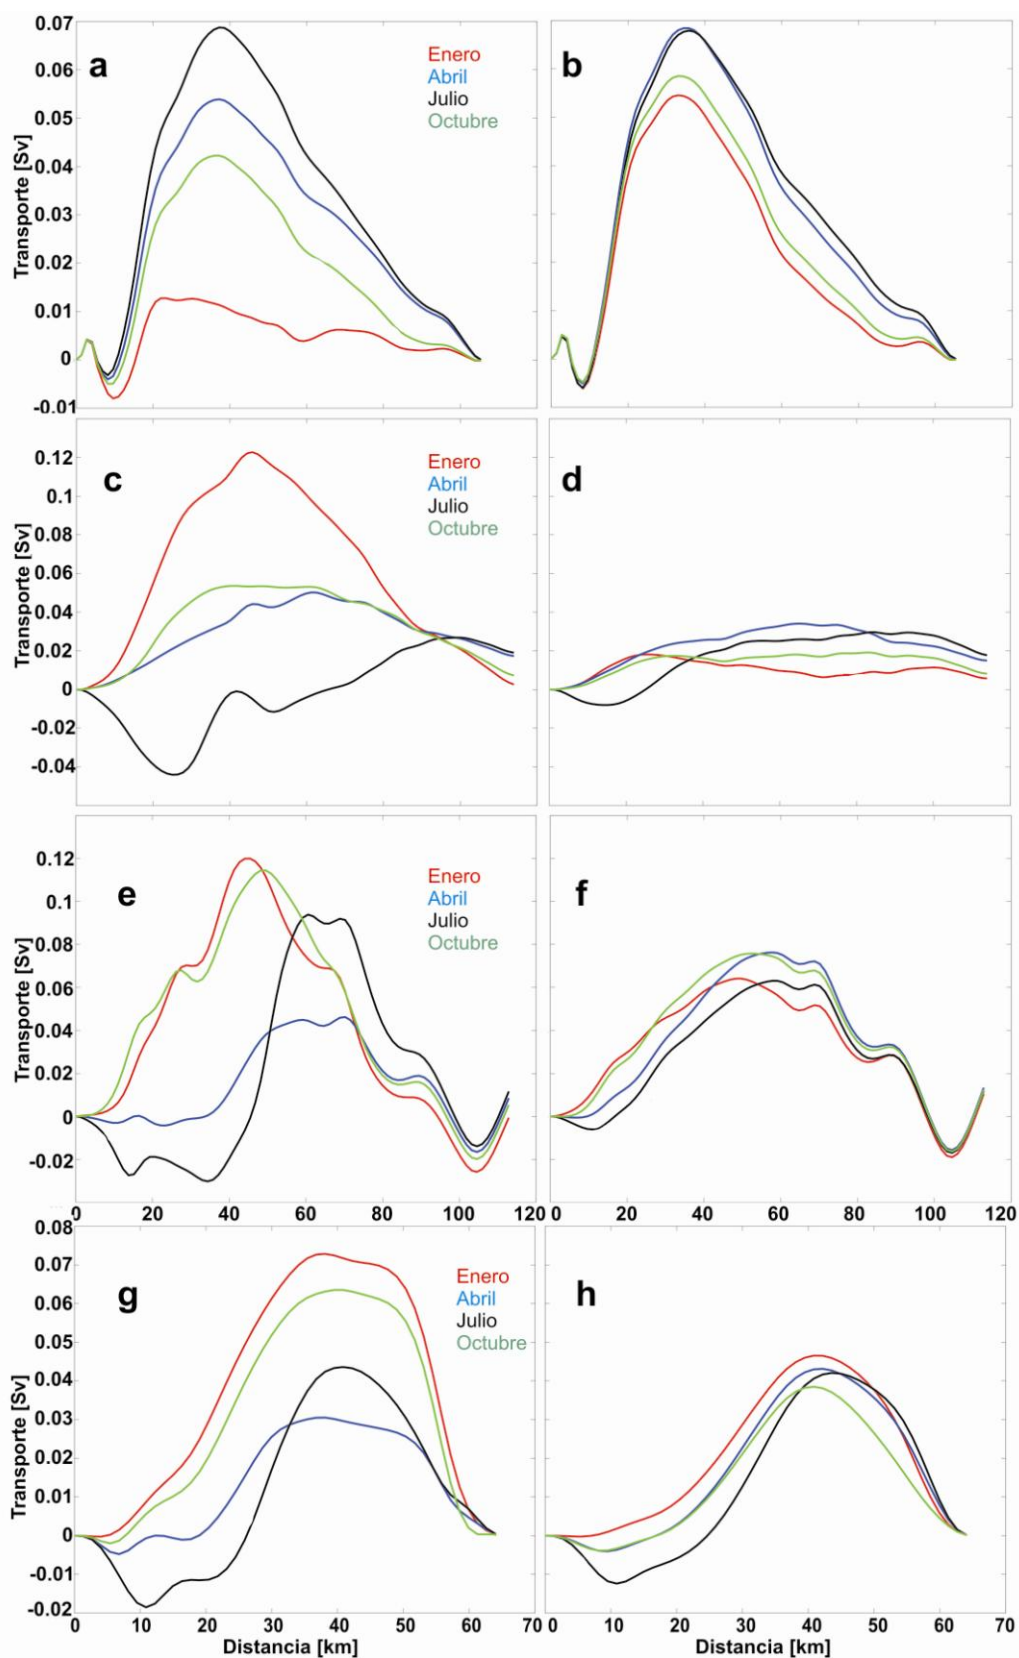 0.07
0.06
0.05
0.04
0.03
0.02
0.01
0
-0.01
Transporte [Sv]
a
Enero
Abril
Julio
Octubre
b
0.12
0.1
0.08
0.06
0.04
0.02
0
-0.02
-0.04
Transporte [Sv]
c
Enero
Abril
Julio
Octubre
d
0.12
0.1
0.08
0.06
0.04
0.02
0
-0.02
Transporte [Sv]
e
Enero
Abril
Julio
Octubre
f
0 20 40 60 80 100 120
20 40 60 80 100 120
0.08
0.07
0.06
0.05
0.04
0.03
0.02
0.01
0
-0.01
-0.02
Transporte [Sv]
g
Enero
Abril
Julio
Octubre
h
0 10 20 30 40 50 60 70
0 10 20 30 40 50 60 70
Distancia [km]
Distancia [km]